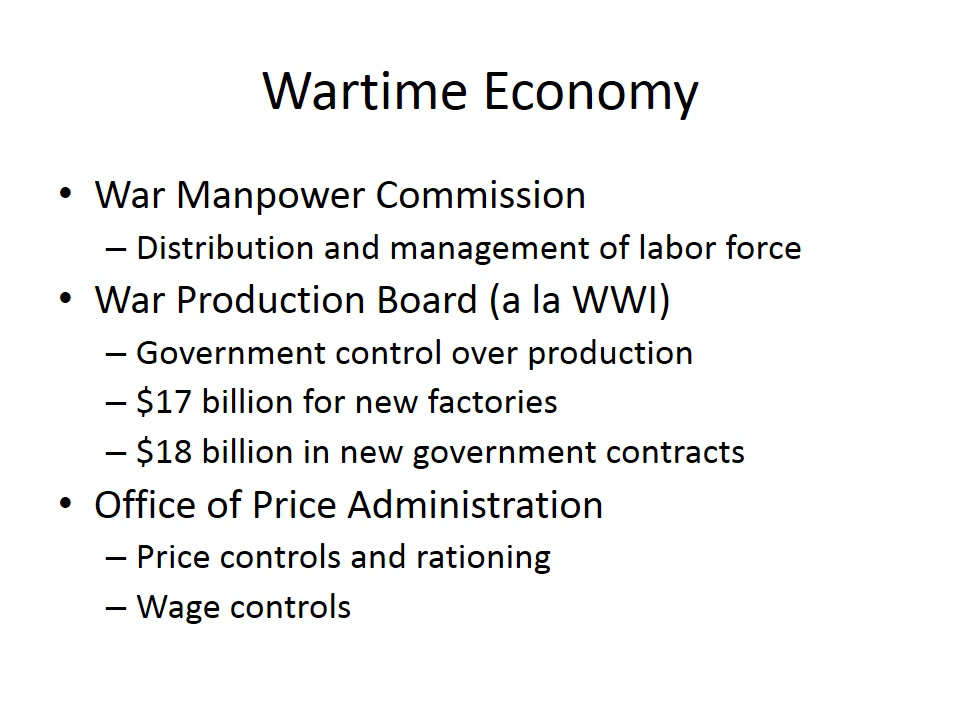 Wartime Economy
• War Manpower Commission
– Distribution and management of labor force
• War Production Board (a la WWI)
– Government control over production
– $17 billion for new factories
– $18 billion in new government contracts
• Office of Price Administration
– Price controls and rationing
– Wage controls